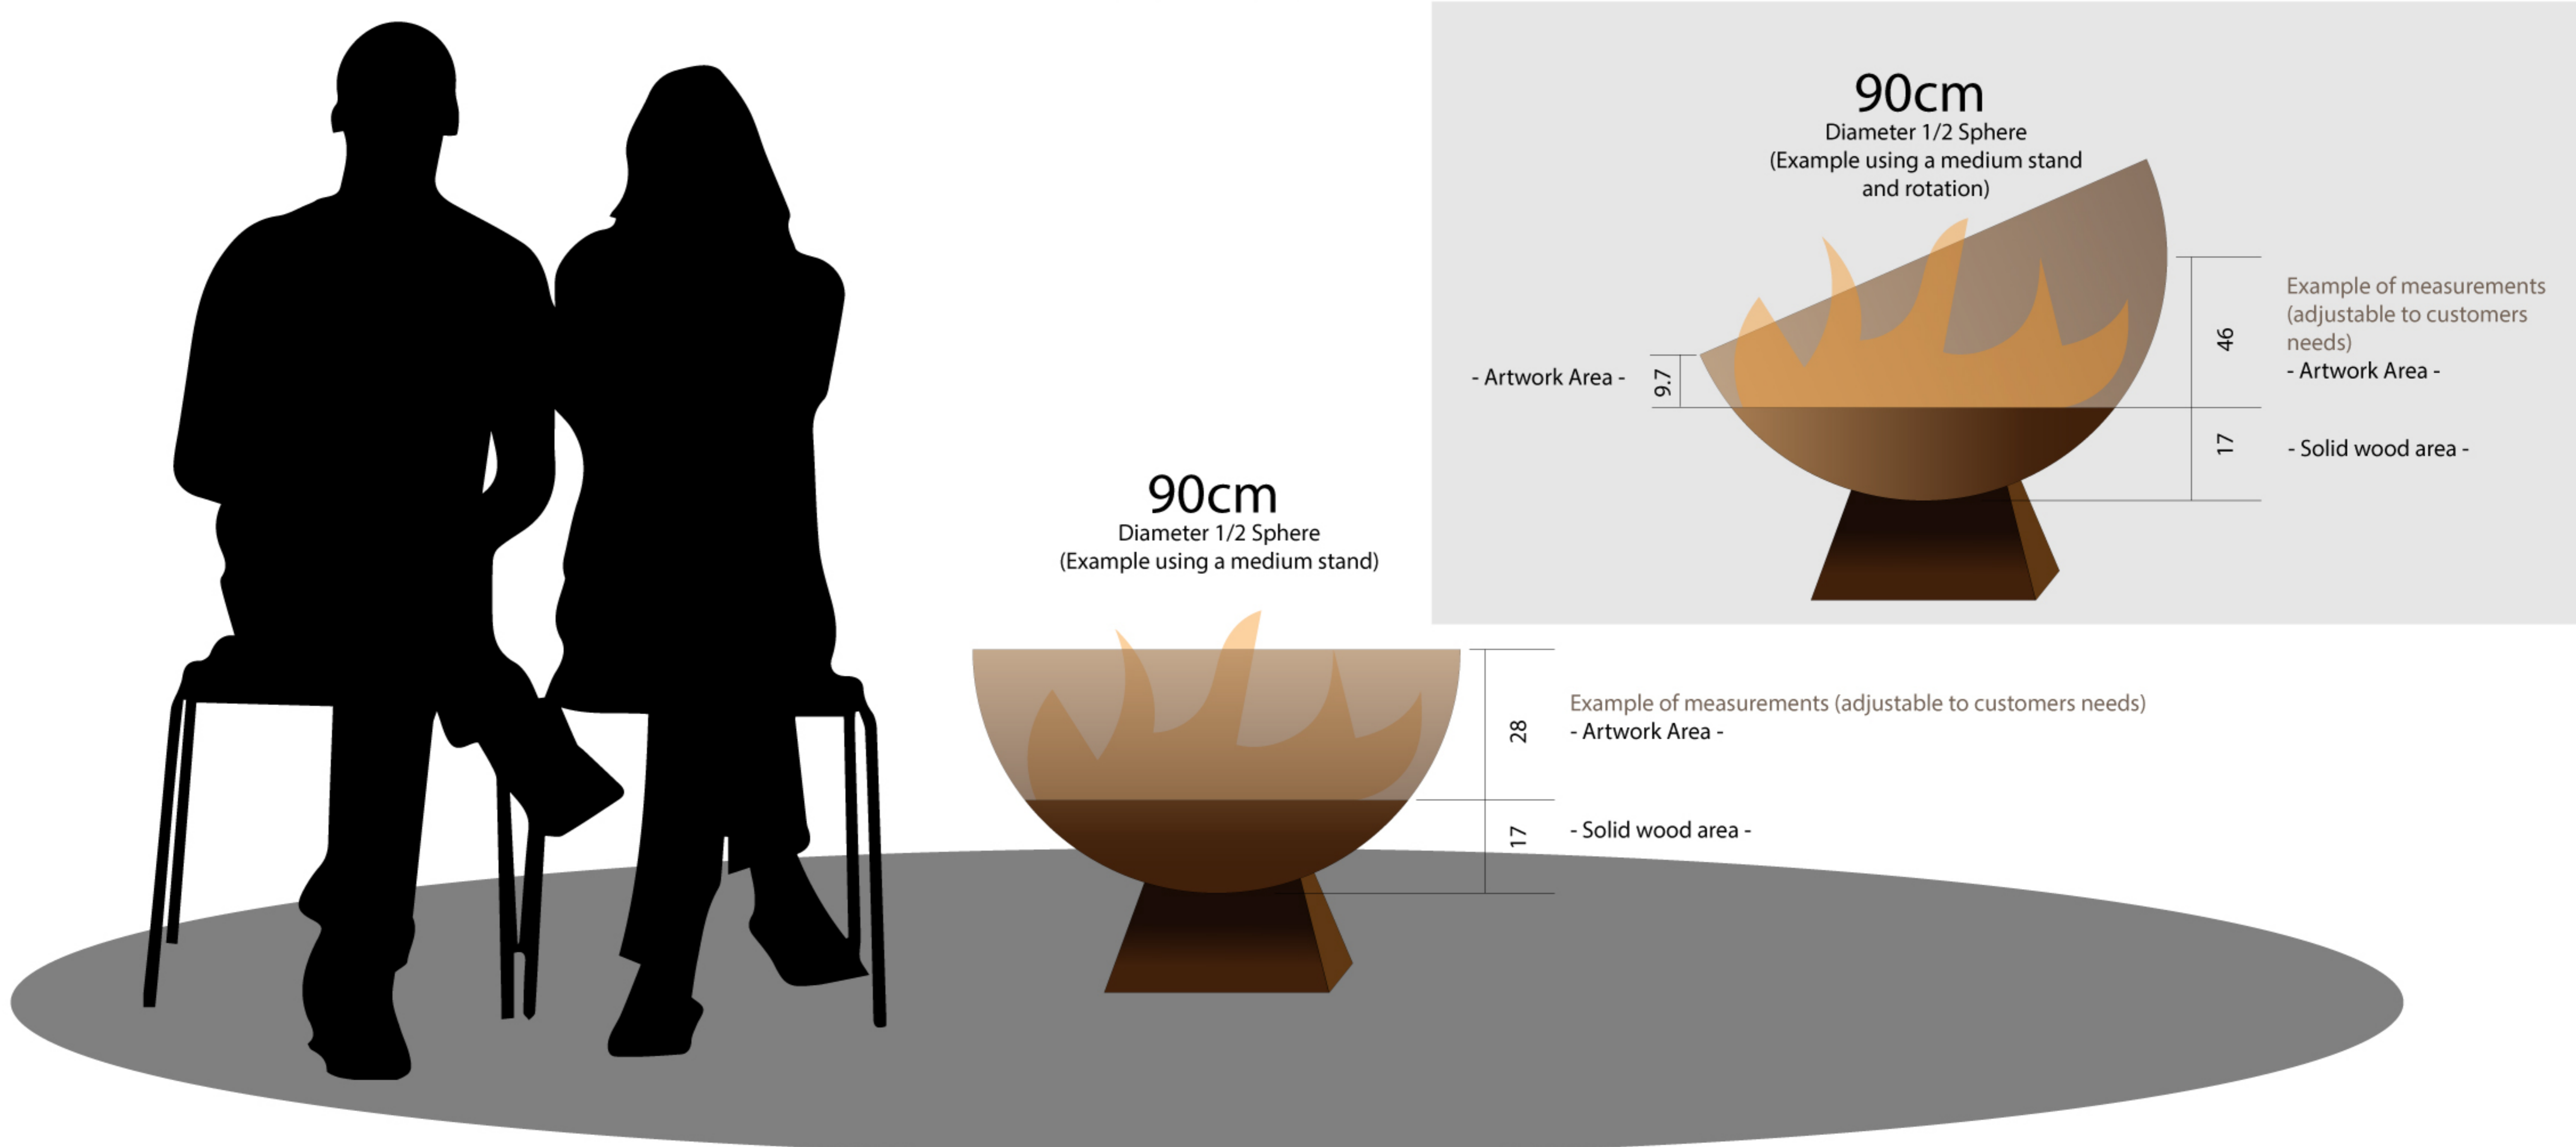 90cm
Diameter 1/2 Sphere
(Example using a medium stand
and rotation)
- Artwork Area -
9.7
46
17
Example of measurements
(adjustable to customers
needs)
- Artwork Area -
- Solid wood area -
90cm
Diameter 1/2 Sphere
(Example using a medium stand)
28
17
Example of measurements (adjustable to customers needs)
- Artwork Area -
- Solid wood area -